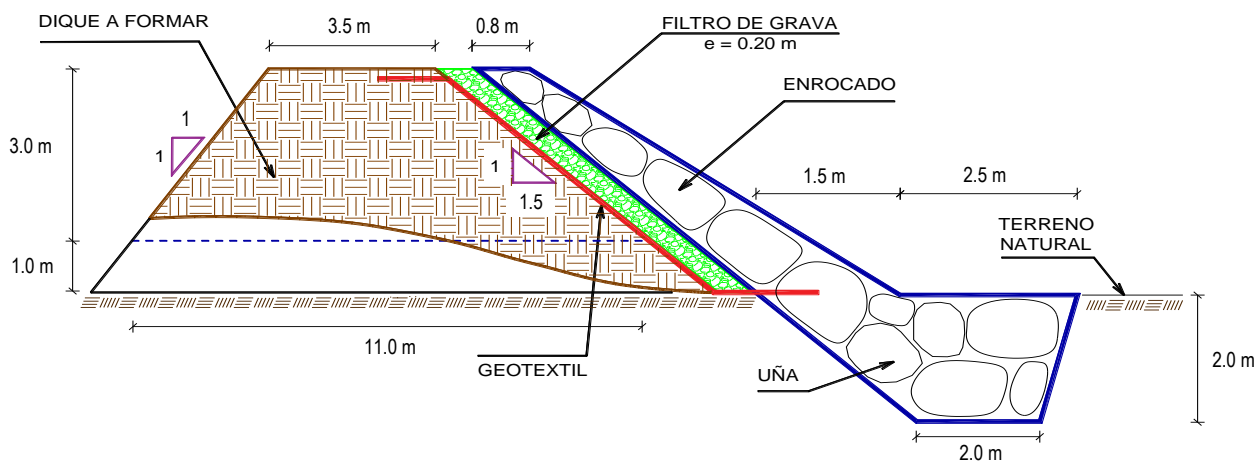 DIQUE A FORMAR
3.5 m
0.8 m
FILTRO DE GRAVA
e = 0.20 m
ENROCADO
1
1
3.0 m
1
1.5
1.5 m
2.5 m
TERRENO
NATURAL
1.0 m
11.0 m
GEOTEXTIL
UÑA
2.0 m
2.0 m